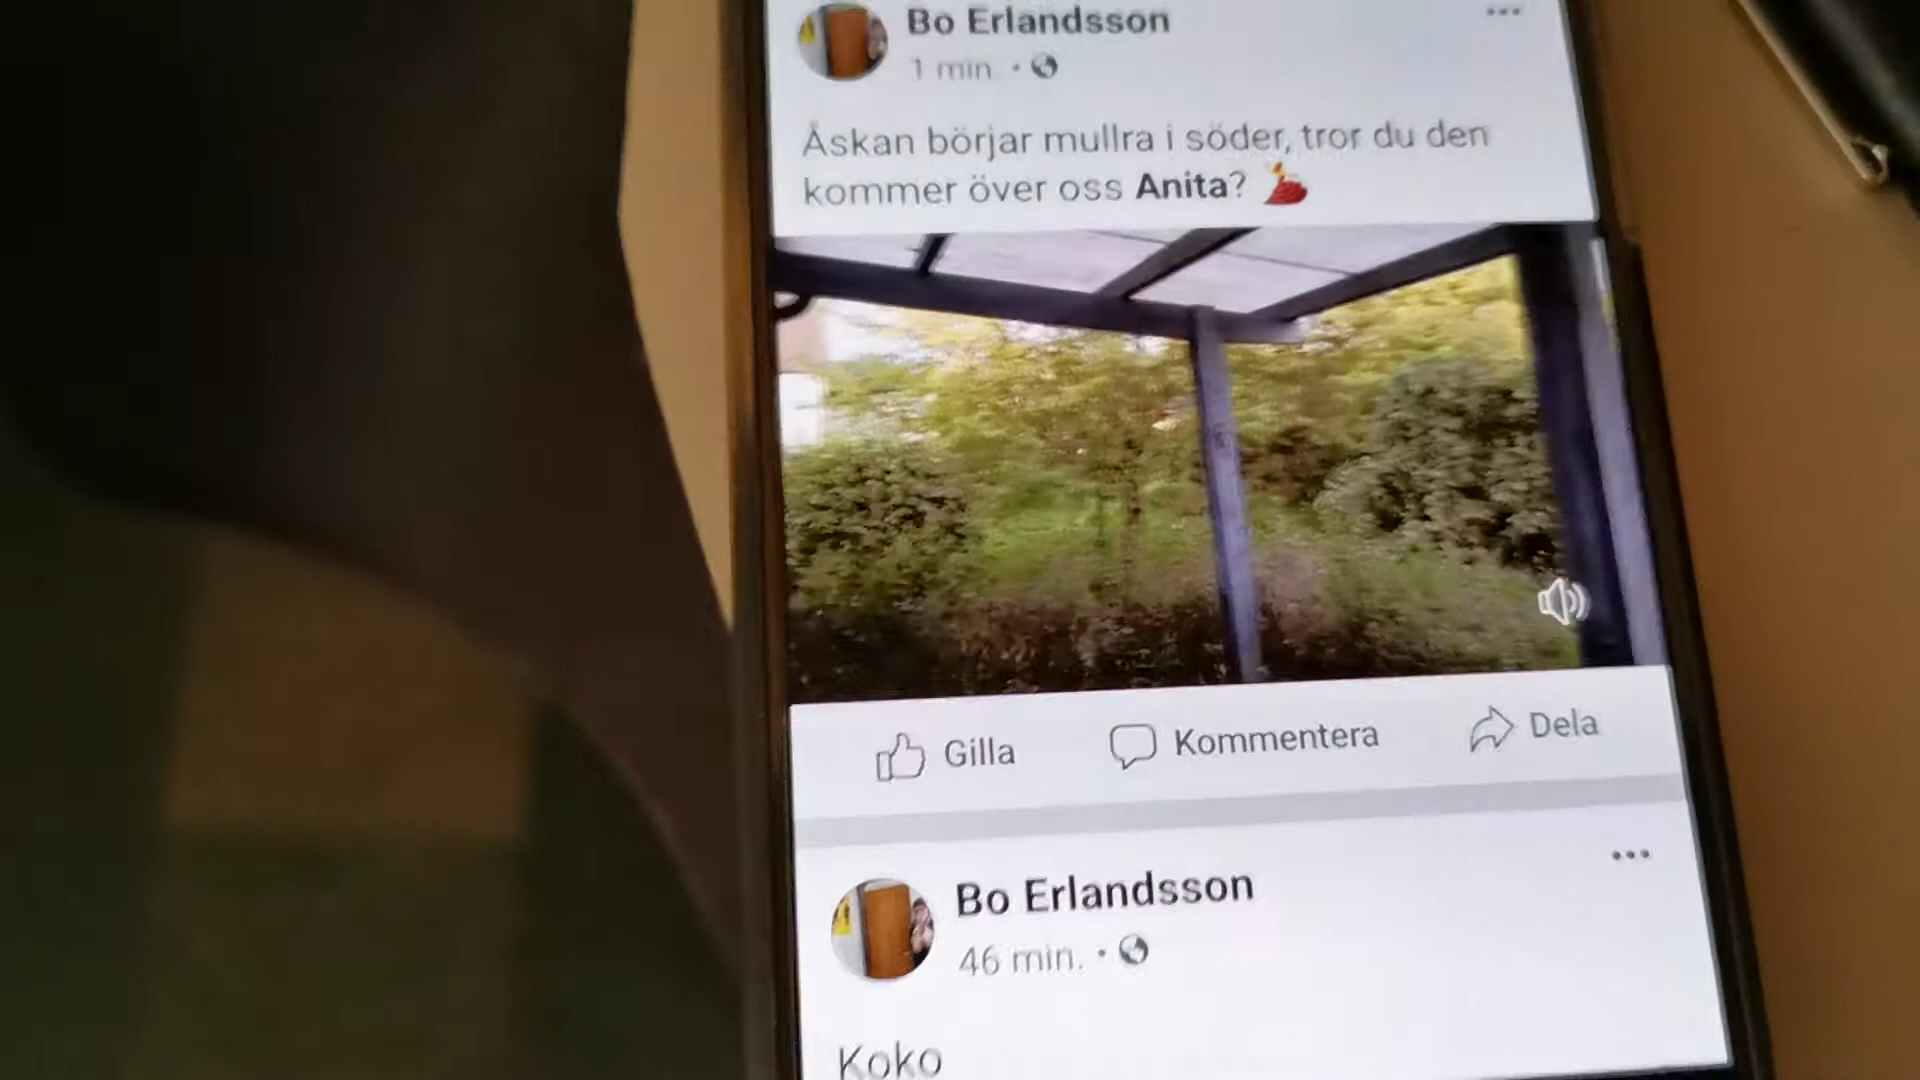 Bo Erlandsson
1 min. ·
Åskan börjar mullra i söder, tror du den
kommer över oss Anita?
Gilla
Kommentera
Dela
Bo Erlandsson
46 min. ·
Koko